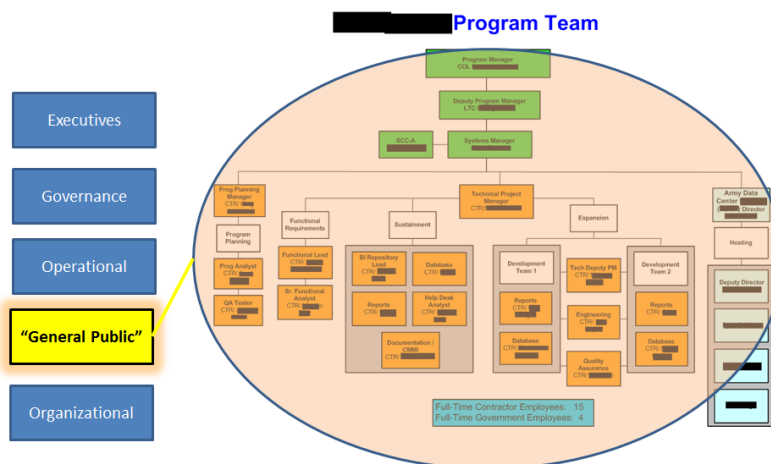 Program Team
Executives
Governance
Operational
“General Public”
Organizational
Program Manager
COL
Deputy Program Manager
LTC
SCC-A
Systems Manager
Prog Planning
Manager
CTR/
Program
Planning
Prog Analyst
CTR/
QA Tester
CTR/
Functional
Requirements
Functional Lead
CTR/
Sr. Functional
Analyst
CTR/
Technical Project
Manager
CTR/
Sustainment
BI Repository
Lead
CTR/
Database
CTR/
Reports
CTR/
Help Desk
Analyst
CTR/
Documentation /
CMMI
CTR/
Expansion
Development
Team 1
Reports
CTR/
Database
CTR/
Tech Deputy PM
CTR/
Engineering
CTR/
Quality
Assurance
CTR/
Development
Team 2
Reports
CTR/
Database
CTR/
Army Data
Center
Director
Hosting
Deputy Director
Full-Time Contractor Employees: 15
Full-Time Government Employees: 4